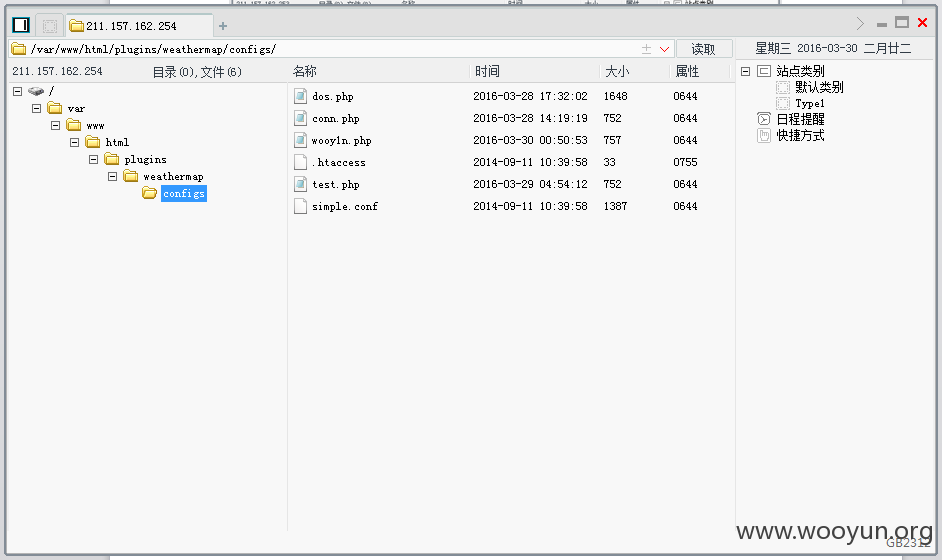 211.157.162.254
/var/www/html/plugins/weathermap/configs/
读取
星期三 2016-03-30 二月廿二
211.157.162.254 目录(0),文件(6)
名称 时间 大小 属性
/
var
www
html
plugins
weathermap
configs
dos.php 2016-03-28 17:32:02 1648 0644
conn.php 2016-03-28 14:19:19 752 0644
wooy1n.php 2016-03-30 00:50:53 757 0644
.htaccess 2014-09-11 10:39:58 33 0755
test.php 2016-03-29 04:54:12 752 0644
simple.conf 2014-09-11 10:39:58 1387 0644
站点类别
默认类别
Type1
日程提醒
快捷方式
www.wooyun.org
GB2312